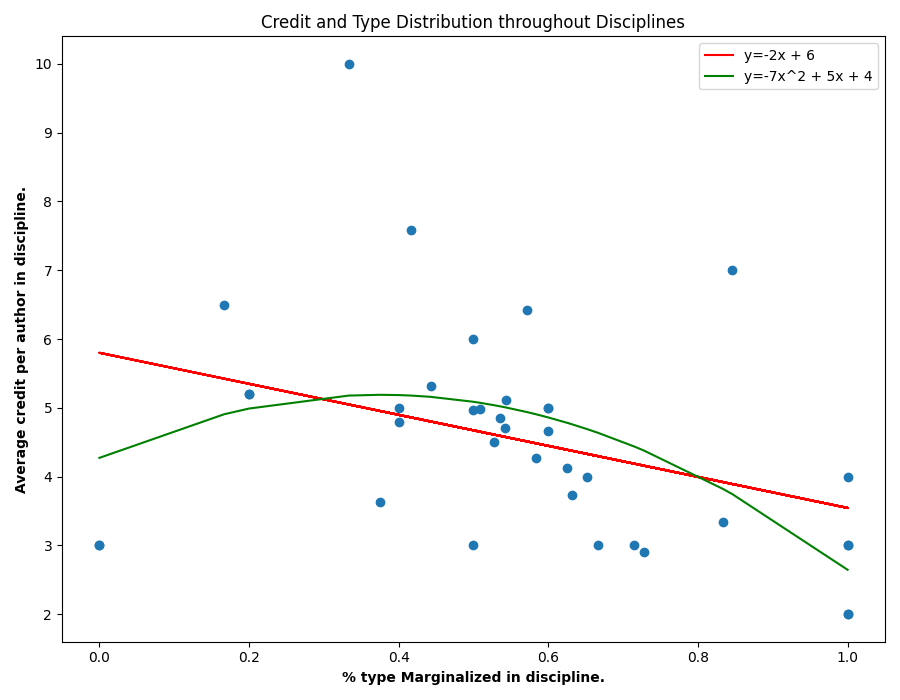 Credit and Type Distribution throughout Disciplines
y=-2x + 6
y=-7x^2 + 5x + 4
Average credit per author in discipline.
10
9
8
7
6
5
4
3
2
0.0 0.2 0.4 0.6 0.8 1.0
% type Marginalized in discipline.